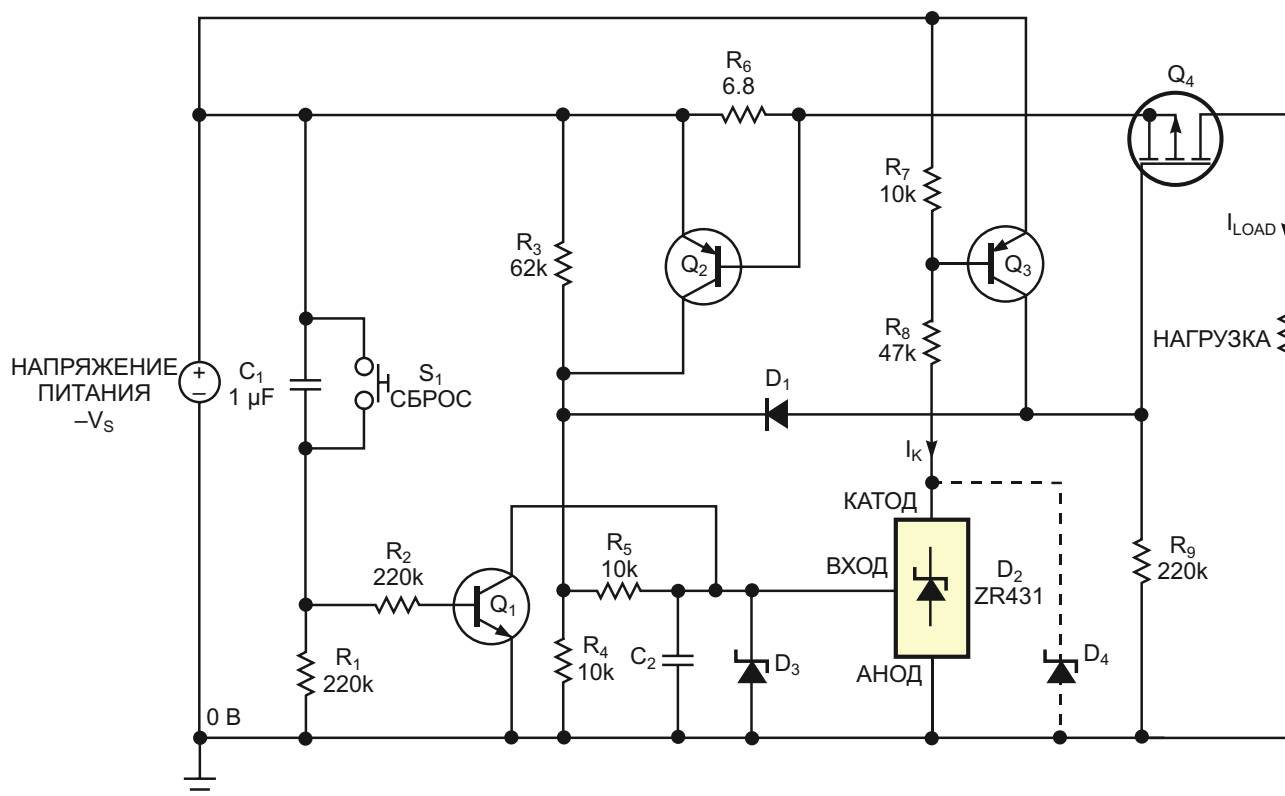 R6
6.8
Q4
R7
10k
ILOAD
R3
62k
Q2
Q3
R8
47k
НАГРУЗКА
НАПРЯЖЕНИЕ
ПИТАНИЯ
–VS
+
–
C1
1 µF
S1
СБРОС
D1
IK
КАТОД
R2
220k
R5
10k
ВХОД
D2
ZR431
R9
220k
Q1
R1
220k
R4
10k
C2
D3
АНОД
D4
0 В